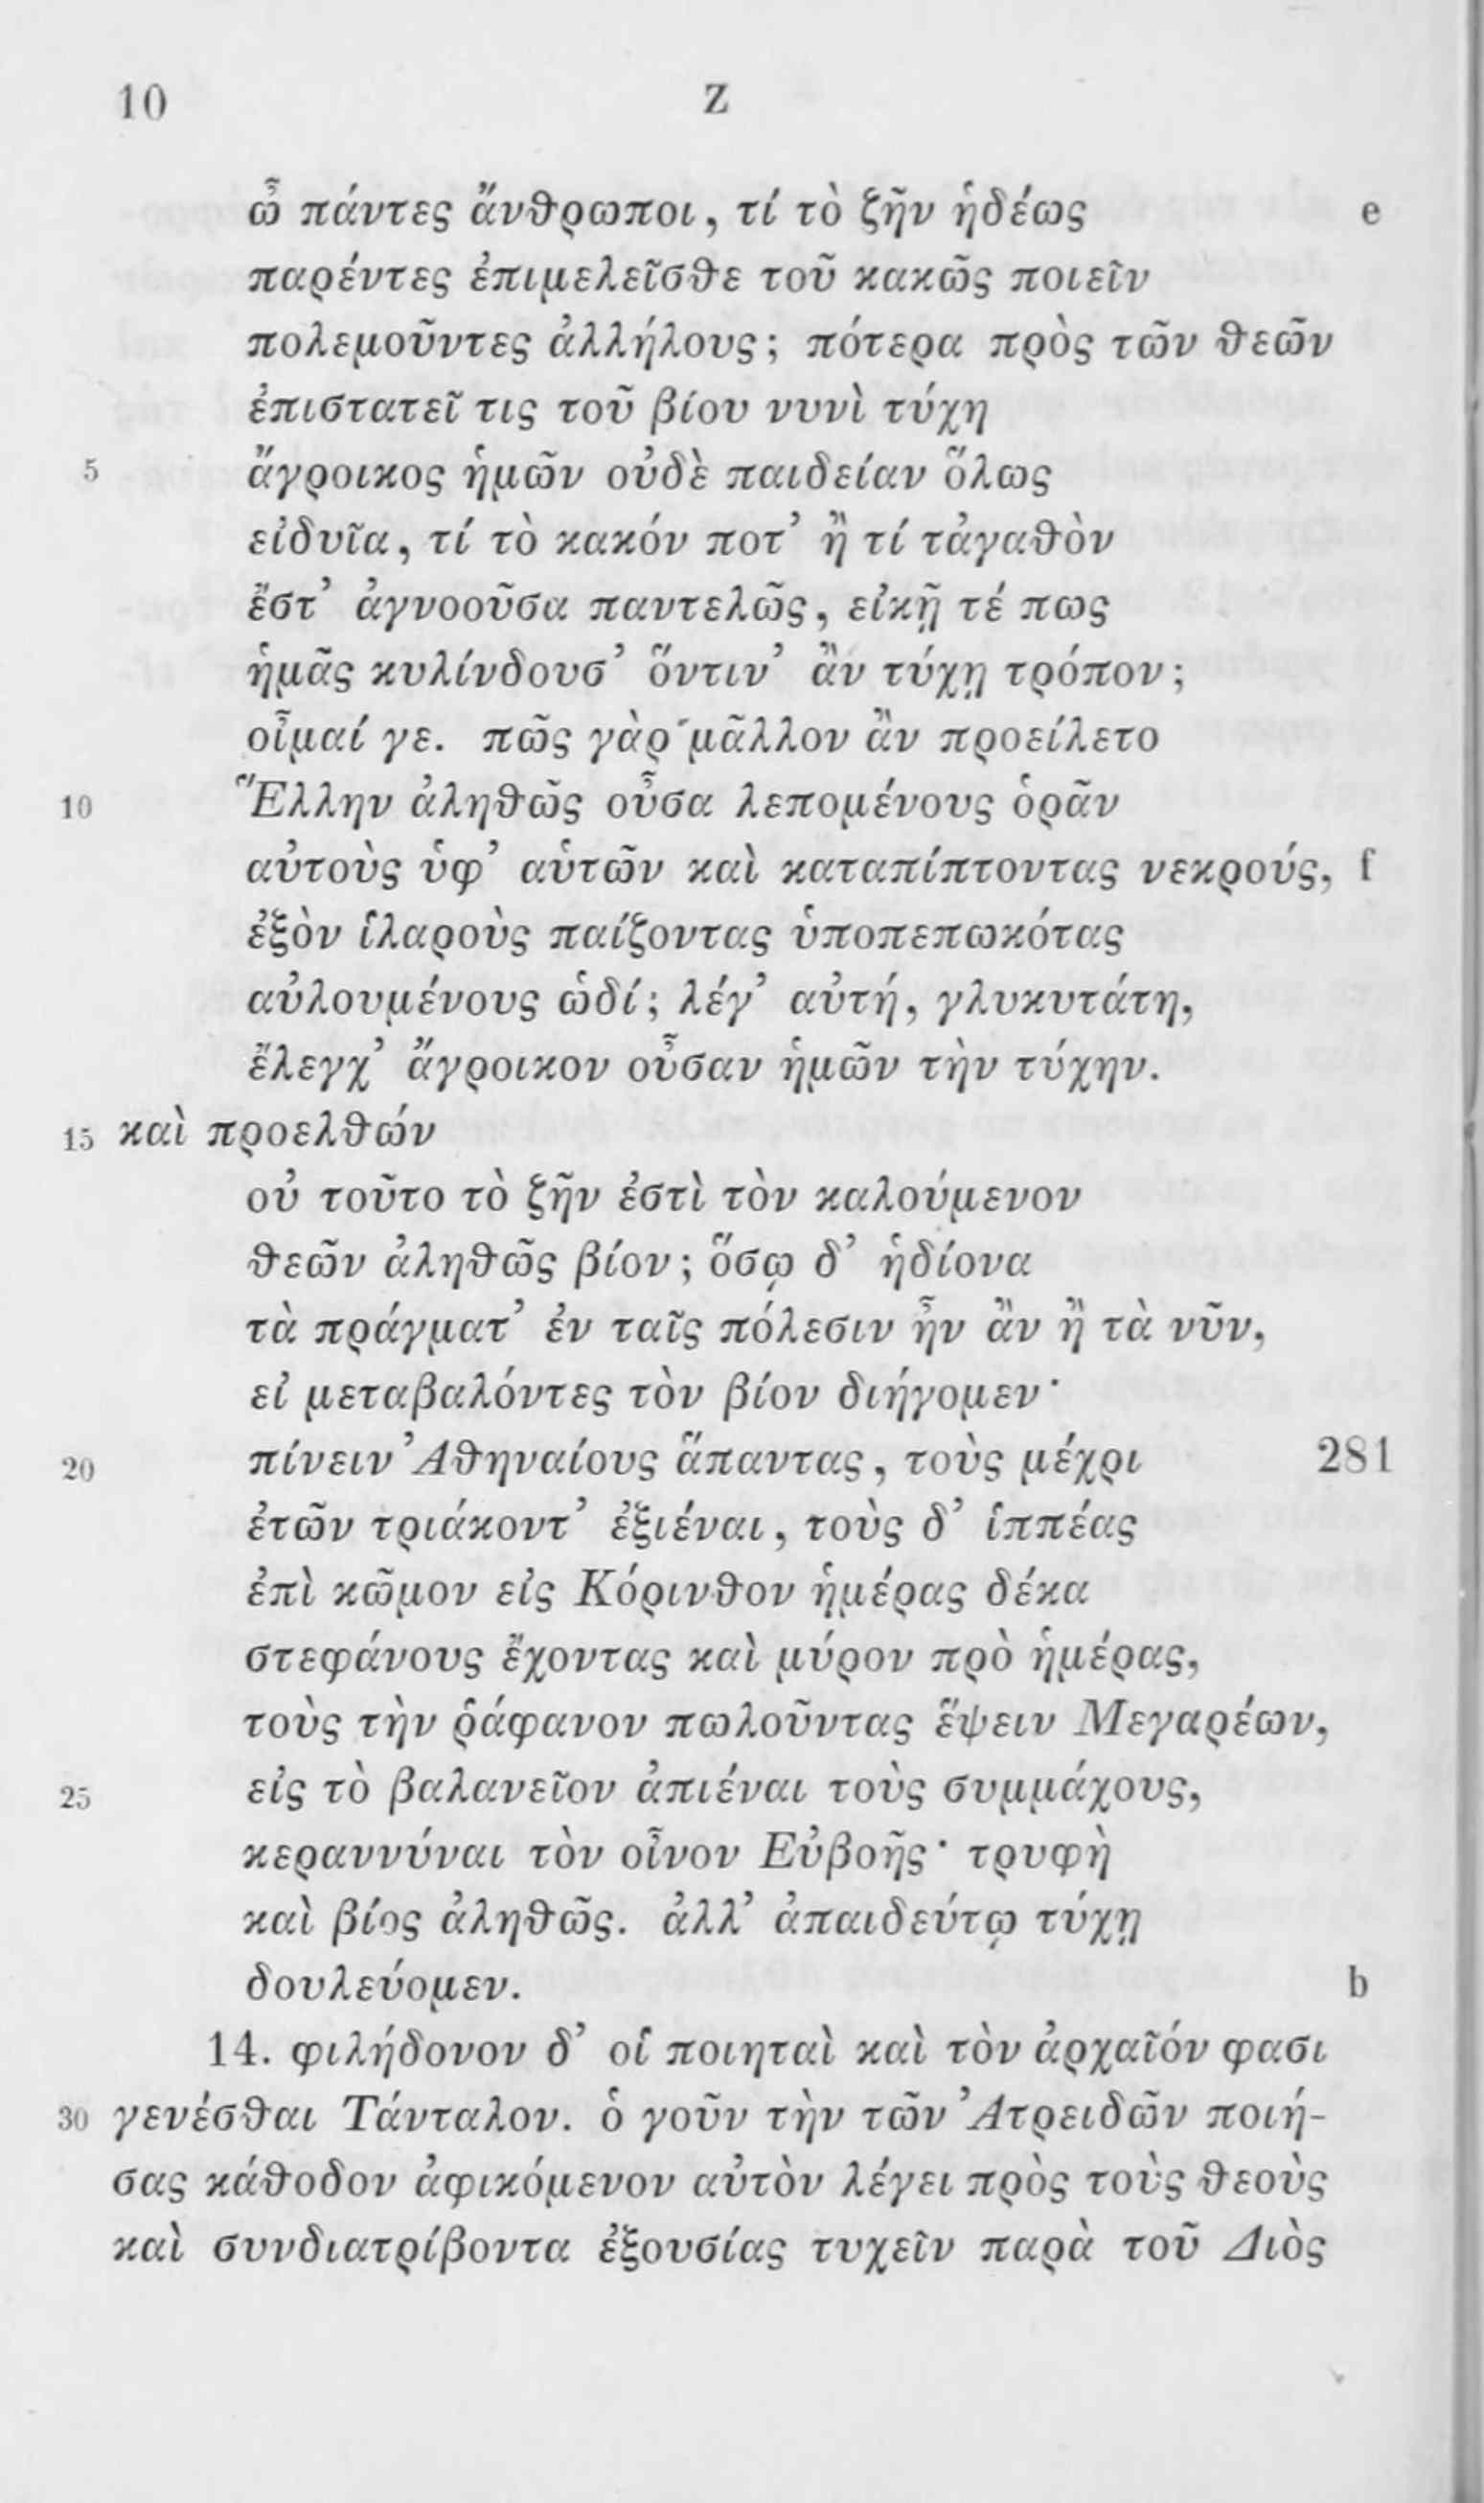 10 Z
ὦ πάντες ἄνθρωποι, τί τὸ ζῆν ἡδέως e
παρέντες ἐπιμελεῖσθε τοῦ κακῶς ποιεῖν
πολεμοῦντες ἀλλήλους; πότερα πρὸς τῶν θεῶν
ἐπιστατεῖ τις τοῦ βίου νυνὶ τύχη
5 ἄγροικος ἡμῶν οὐδὲ παιδείαν ὅλως
εἰδυῖα, τί τὸ κακόν ποτ’ ἢ τί τἀγαθὸν
ἔστ’ ἀγνοοῦσα παντελῶς, εἰκῇ τέ πως
ἡμᾶς κυλίνδουσ’ ὅντιν’ ἂν τύχῃ τρόπον;
οἶμαί γε. πῶς γὰρ μᾶλλον ἂν προείλετο
10 Ἕλλην ἀληθῶς οὖσα λεπομένους ὁρᾶν
αὐτοὺς ὑφ’ αὑτῶν καὶ καταπίπτοντας νεκρούς, f
ἐξὸν ἱλαροὺς παίζοντας ὑποπεπωκότας
αὐλουμένους ὡδί; λέγ’ αὐτή, γλυκυτάτη,
ἔλεγχ’ ἄγροικον οὖσαν ἡμῶν τὴν τύχην.
15 καὶ προελθών
οὐ τοῦτο τὸ ζῆν ἐστὶ τὸν καλούμενον
θεῶν ἀληθῶς βίον; ὅσῳ δ’ ἡδίονα
τὰ πράγματ’ ἐν ταῖς πόλεσιν ἦν ἂν ἢ τὰ νῦν,
εἰ μεταβαλόντες τὸν βίον διήγομεν·
20 πίνειν Ἀθηναίους ἅπαντας, τοὺς μέχρι 281
ἐτῶν τριάκοντ’ ἐξιέναι, τοὺς δ’ ἱππέας
ἐπὶ κῶμον εἰς Κόρινθον ἡμέρας δέκα
στεφάνους ἔχοντας καὶ μύρον πρὸ ἡμέρας,
τοὺς τὴν ῥάφανον πωλοῦντας ἕψειν Μεγαρέων,
25 εἰς τὸ βαλανεῖον ἀπιέναι τοὺς συμμάχους,
κεραννύναι τὸν οἶνον Εὐβοῆς· τρυφὴ
καὶ βίος ἀληθῶς. ἀλλ’ ἀπαιδεύτῳ τύχῃ
δουλεύομεν. b
14. φιλήδονον δ’ οἱ ποιηταὶ καὶ τὸν ἀρχαῖόν φασι
30 γενέσθαι Τάνταλον. ὁ γοῦν τὴν τῶν Ἀτρειδῶν ποιή-
σας κάθοδον ἀφικόμενον αὐτὸν λέγει πρὸς τοὺς θεοὺς
καὶ συνδιατρίβοντα ἐξουσίας τυχεῖν παρὰ τοῦ Διὸς